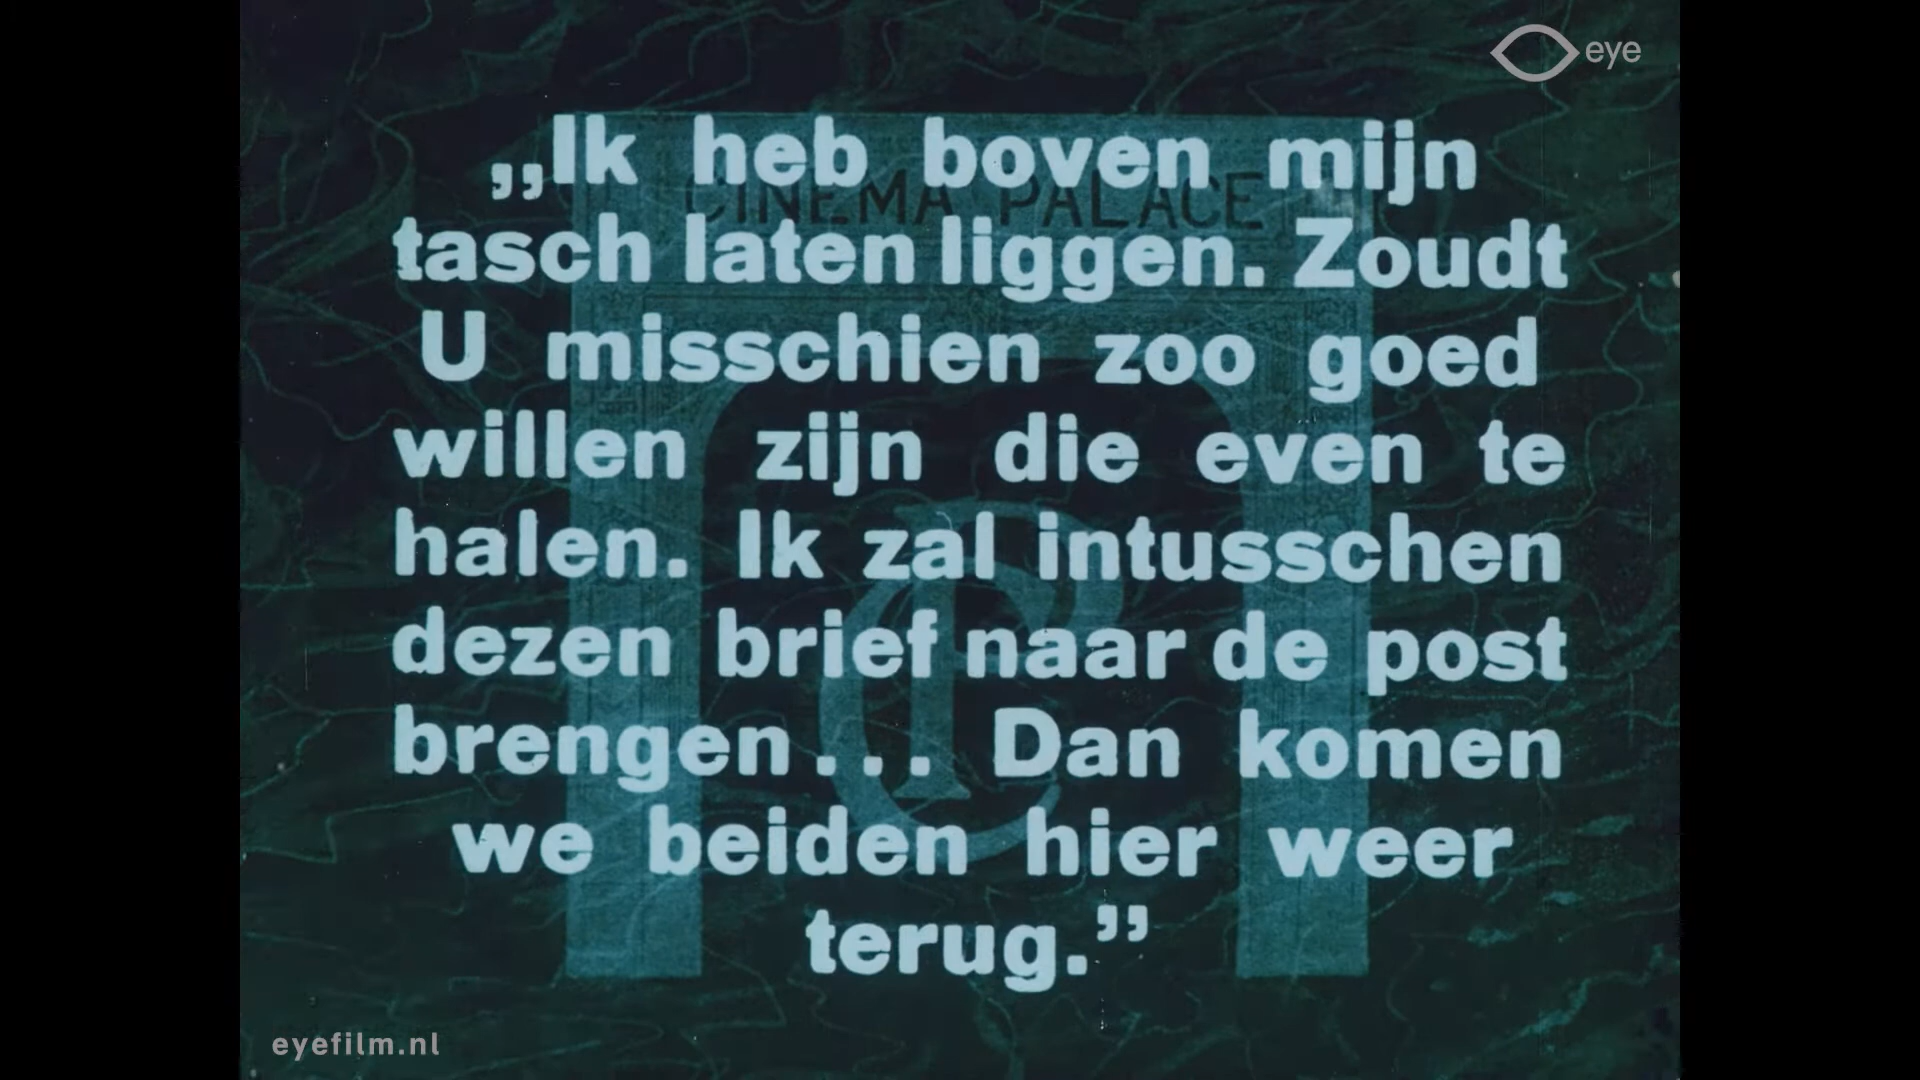 eye
CINEMA PALACE
„Ik heb boven mijn
tasch laten liggen. Zoudt
U misschien zoo goed
willen zijn die even te
halen. Ik zal intusschen
dezen brief naar de post
brengen... Dan komen
we beiden hier weer
terug.”
eyefilm.nl